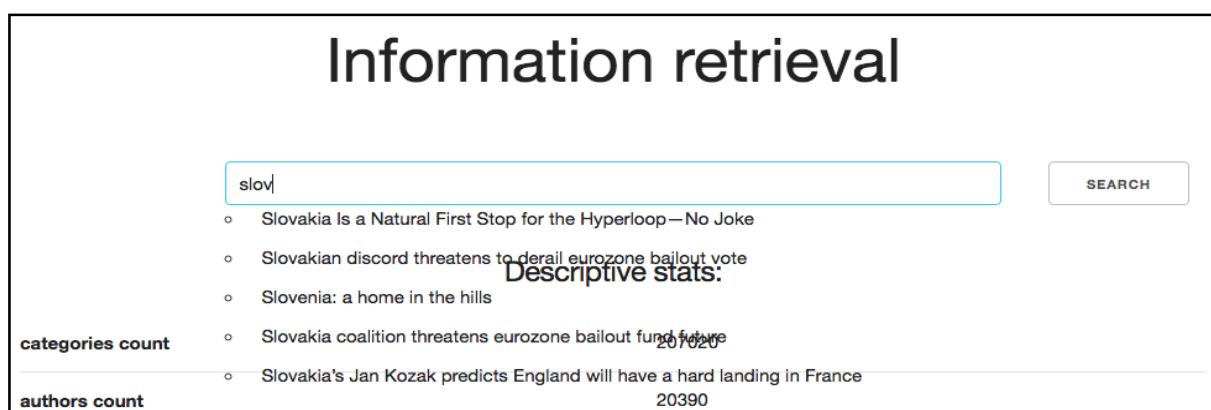 Information retrieval
slov
SEARCH
Slovakia Is a Natural First Stop for the Hyperloop—No Joke
Slovakian discord threatens to derail eurozone bailout vote
Descriptive stats:
Slovenia: a home in the hills
Slovakia coalition threatens eurozone bailout fund future
categories count 207020
Slovakia’s Jan Kozak predicts England will have a hard landing in France
authors count 20390